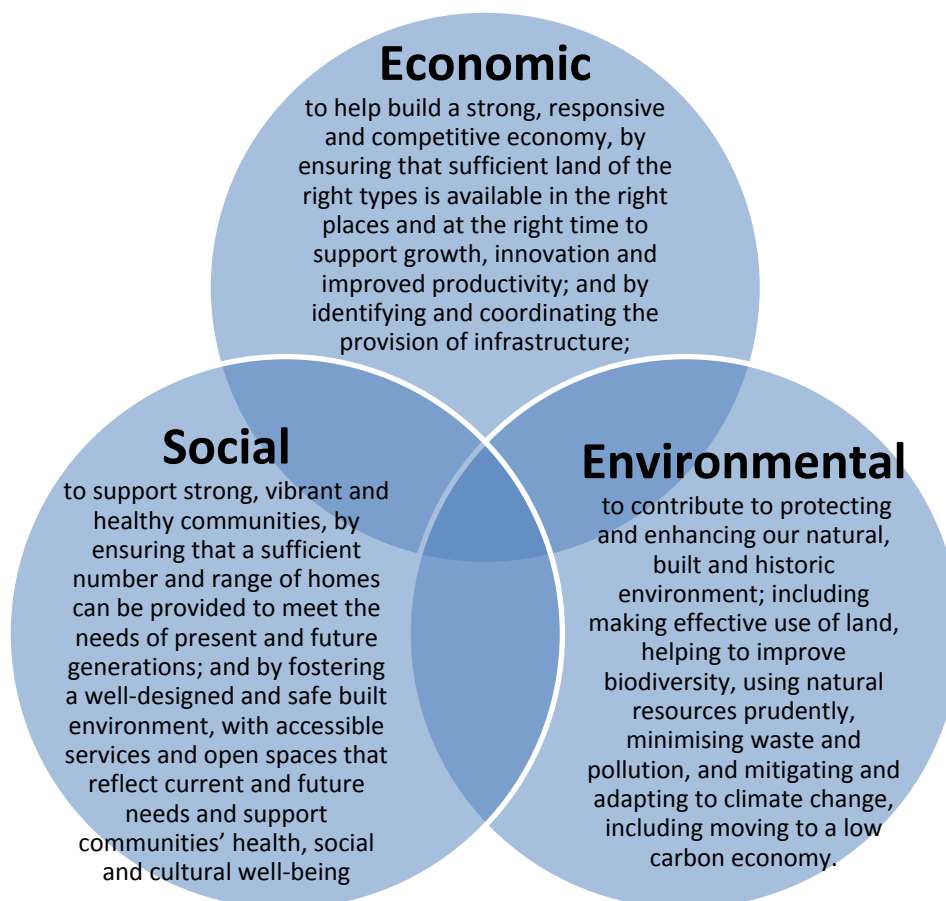 Economic
to help build a strong, responsive
and competitive economy, by
ensuring that sufficient land of the
right types is available in the right
places and at the right time to
support growth, innovation and
improved productivity; and by
identifying and coordinating the
provision of infrastructure;
Social
to support strong, vibrant and
healthy communities, by
ensuring that a sufficient
number and range of homes
can be provided to meet the
needs of present and future
generations; and by fostering
a well-designed and safe built
environment, with accessible
services and open spaces that
reflect current and future
needs and support
communities’ health, social
and cultural well-being
Environmental
to contribute to protecting
and enhancing our natural,
built and historic
environment; including
making effective use of land,
helping to improve
biodiversity, using natural
resources prudently,
minimising waste and
pollution, and mitigating and
adapting to climate change,
including moving to a low
carbon economy.